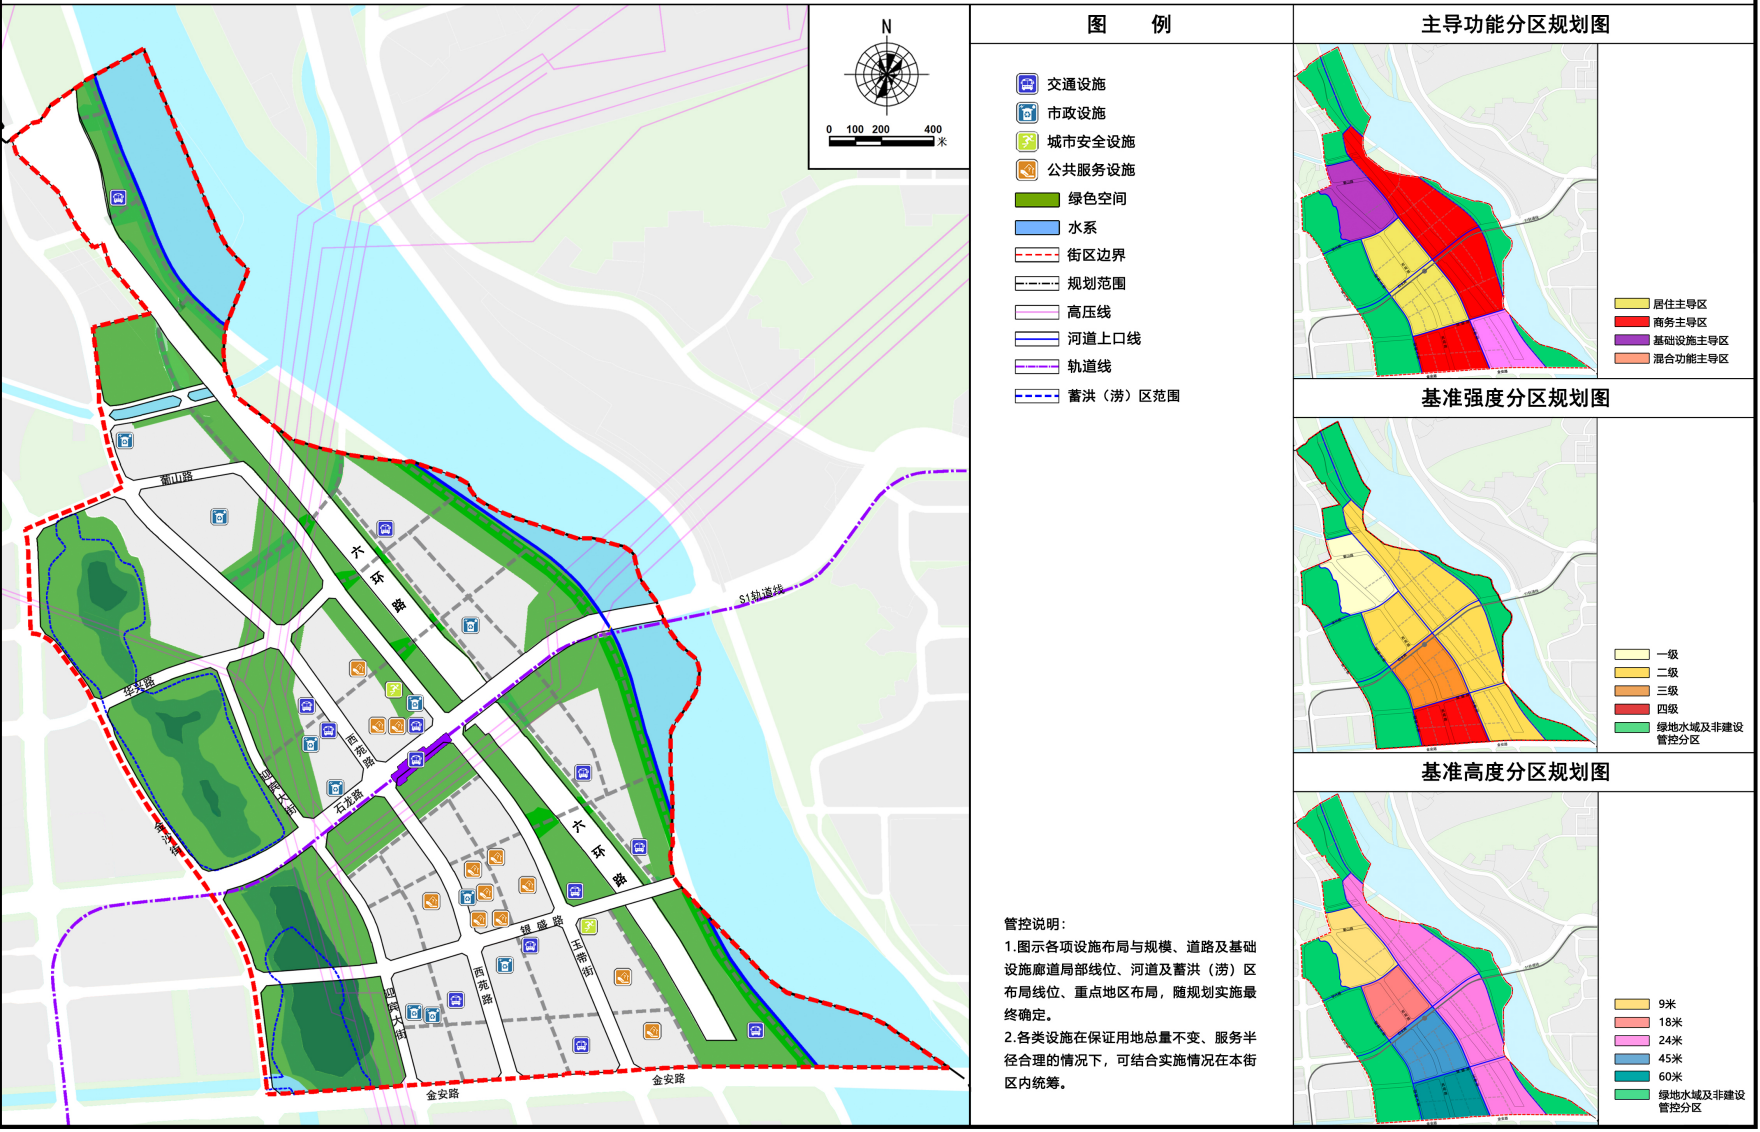 N
0 100 200 400
米
葡山路
六环路
S1轨道线
华兴路
西苑路
迎宾大街
石龙路
金沙街
六环路
银盛路
玉带街
西苑路
迎宾大街
金安路
金安路
图 例
交通设施
市政设施
城市安全设施
公共服务设施
绿色空间
水系
街区边界
规划范围
高压线
河道上口线
轨道线
蓄洪（涝）区范围
管控说明：
1.图示各项设施布局与规模、道路及基础
设施廊道局部线位、河道及蓄洪（涝）区
布局线位、重点地区布局，随规划实施最
终确定。
2.各类设施在保证用地总量不变、服务半
径合理的情况下，可结合实施情况在本街
区内统筹。
主导功能分区规划图
居住主导区
商务主导区
基础设施主导区
混合功能主导区
基准强度分区规划图
一级
二级
三级
四级
绿地水域及非建设
管控分区
基准高度分区规划图
9米
18米
24米
45米
60米
绿地水域及非建设
管控分区